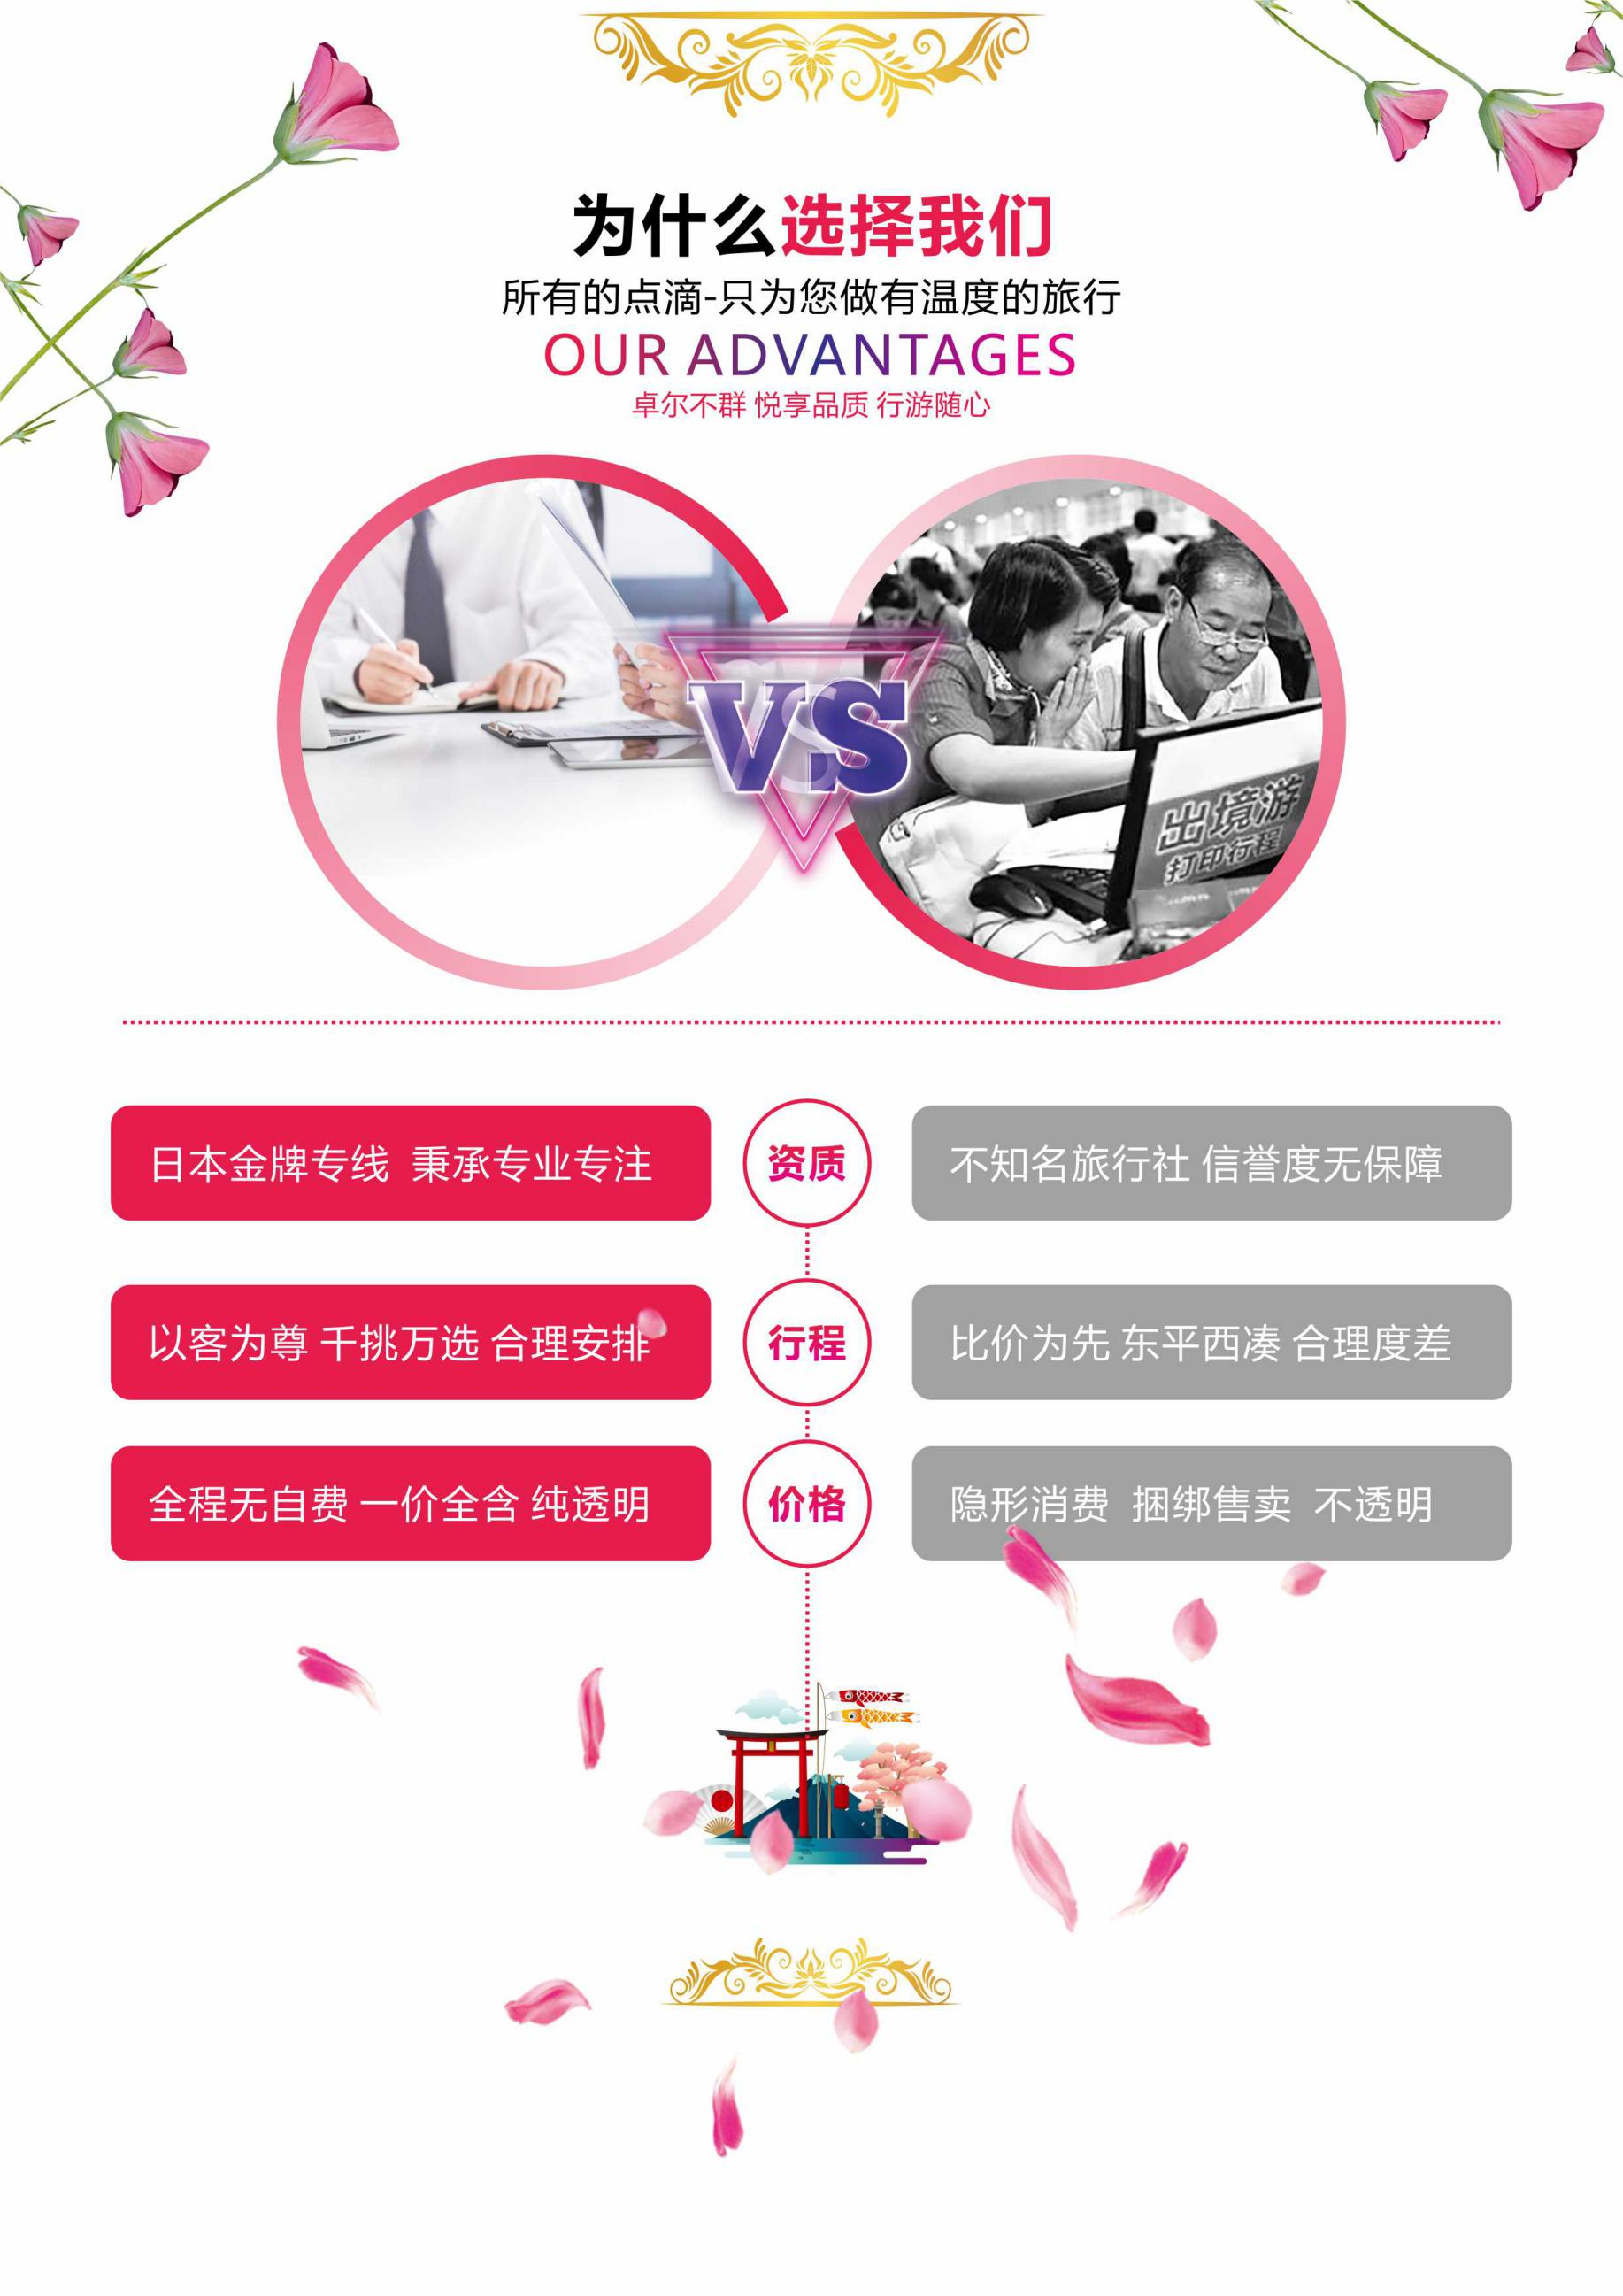 为什么选择我们
所有的点滴-只为您做有温度的旅行
OUR ADVANTAGES
卓尔不群 悦享品质 行游随心
VS
出境游
打印行程
日本金牌专线 秉承专业专注
资质
不知名旅行社 信誉度无保障
以客为尊 千挑万选 合理安排
行程
比价为先 东平西凑 合理度差
全程无自费 一价全含 纯透明
价格
隐形消费 捆绑售卖 不透明